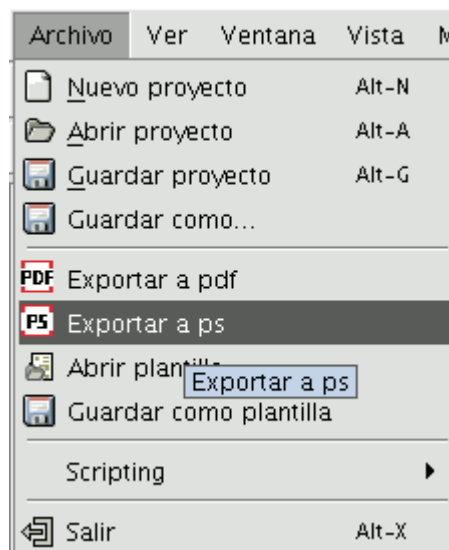 Archivo Ver Ventana Vista
Nuevo proyecto Alt-N
Abrir proyecto Alt-A
Guardar proyecto Alt-G
Guardar como...
PDF Exportar a pdf
PS Exportar a ps
Abrir plantilla
Exportar a ps
Guardar como plantilla
Scripting
Salir Alt-X